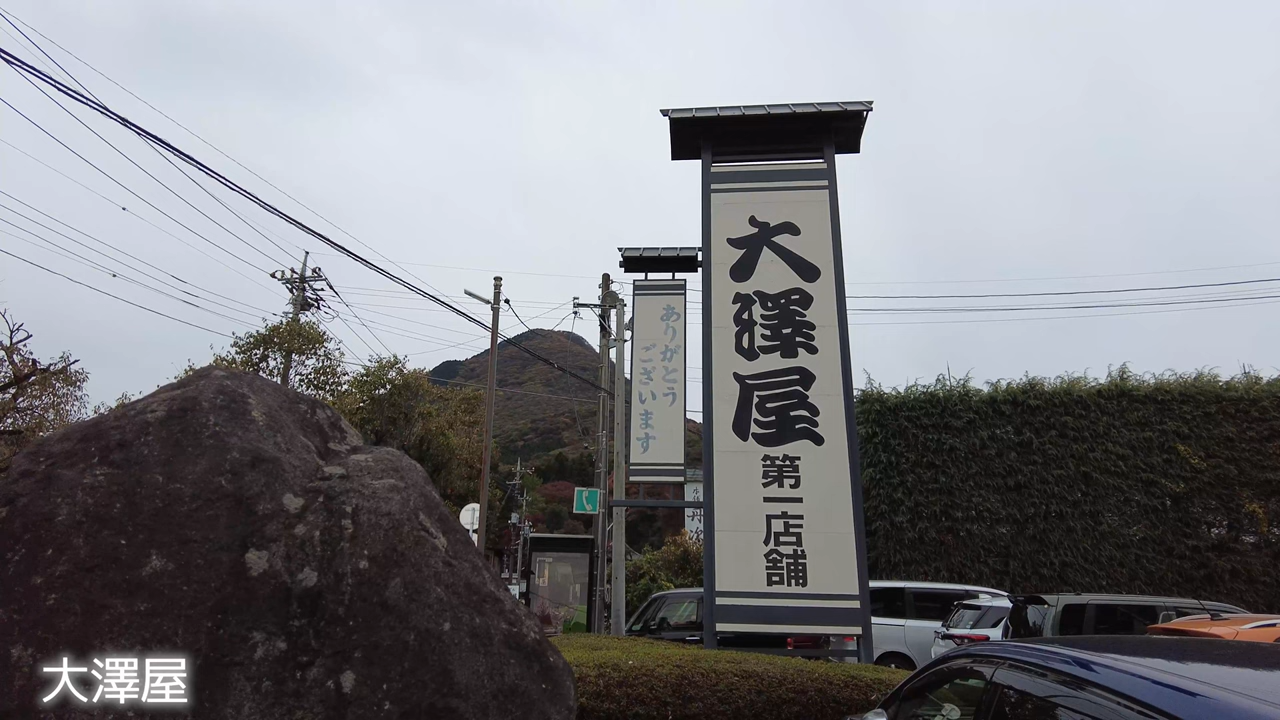 大澤屋
第一店舗
ありがとう
ございます
大澤屋